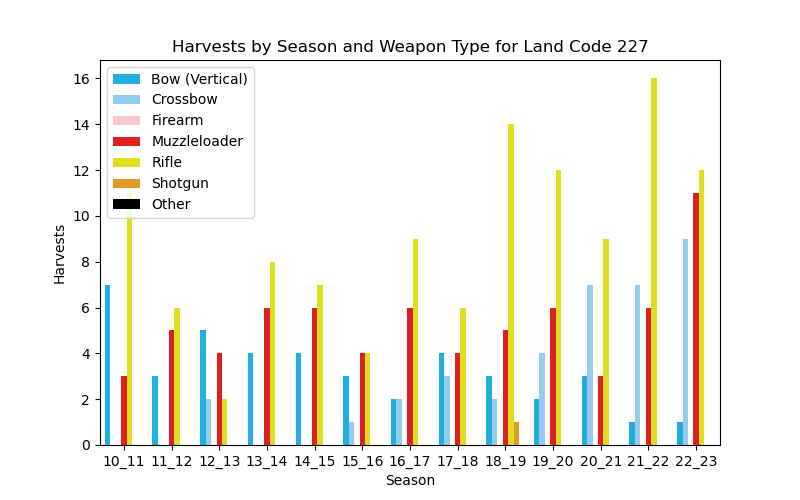 Harvests by Season and Weapon Type for Land Code 227
Bow (Vertical)
Crossbow
Firearm
Muzzleloader
Rifle
Shotgun
Other
Harvests
16
14
12
10
8
6
4
2
0
10_11 11_12 12_13 13_14 14_15 15_16 16_17 17_18 18_19 19_20 20_21 21_22 22_23
Season